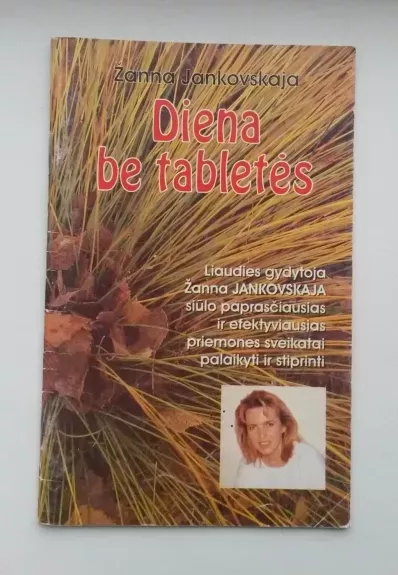 Žanna Jankovskaja
Diena
be tabletės
Liaudies gydytoja
Žanna JANKOVSKAJA
siūlo paprasčiausias
ir efektyviausias
priemones sveikatai
palaikyti ir stiprinti